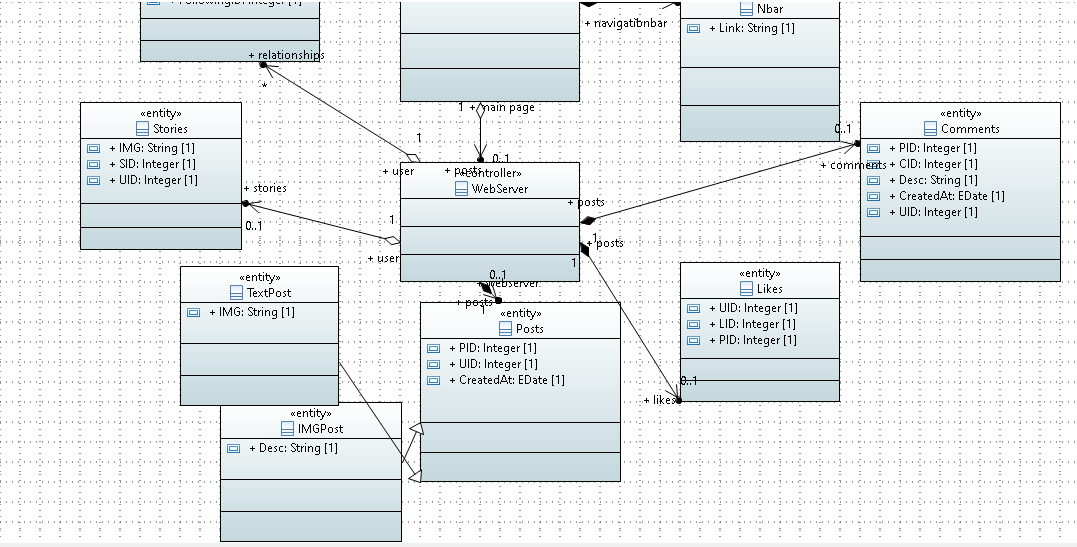 + FollowingID: Integer [1]
+ relationships
*
+ navigationbar
Nbar
+ Link: String [1]
1
+ main page
0..1
+ posts
1
+ user
«entity»
Stories
+ IMG: String [1]
+ SID: Integer [1]
+ UID: Integer [1]
+ stories
0..1
1
+ user
«controller»
WebServer
+ posts
1
+ posts
1
0..1
+ comments
«entity»
Comments
+ PID: Integer [1]
+ CID: Integer [1]
+ Desc: String [1]
+ CreatedAt: EDate [1]
+ UID: Integer [1]
0..1
+ webserver
+ posts
1
«entity»
TextPost
+ IMG: String [1]
«entity»
Posts
+ PID: Integer [1]
+ UID: Integer [1]
+ CreatedAt: EDate [1]
«entity»
Likes
+ UID: Integer [1]
+ LID: Integer [1]
+ PID: Integer [1]
0..1
+ likes
«entity»
IMGPost
+ Desc: String [1]